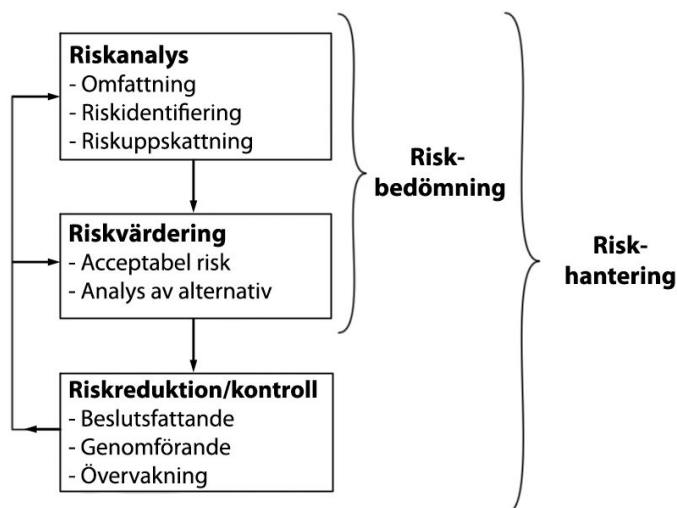 Riskanalys
- Omfattning
- Riskidentifiering
- Riskuppskattning
Risk-
bedömning
Riskvärdering
- Acceptabel risk
- Analys av alternativ
Risk-
hantering
Riskreduktion/kontroll
- Beslutsfattande
- Genomförande
- Övervakning